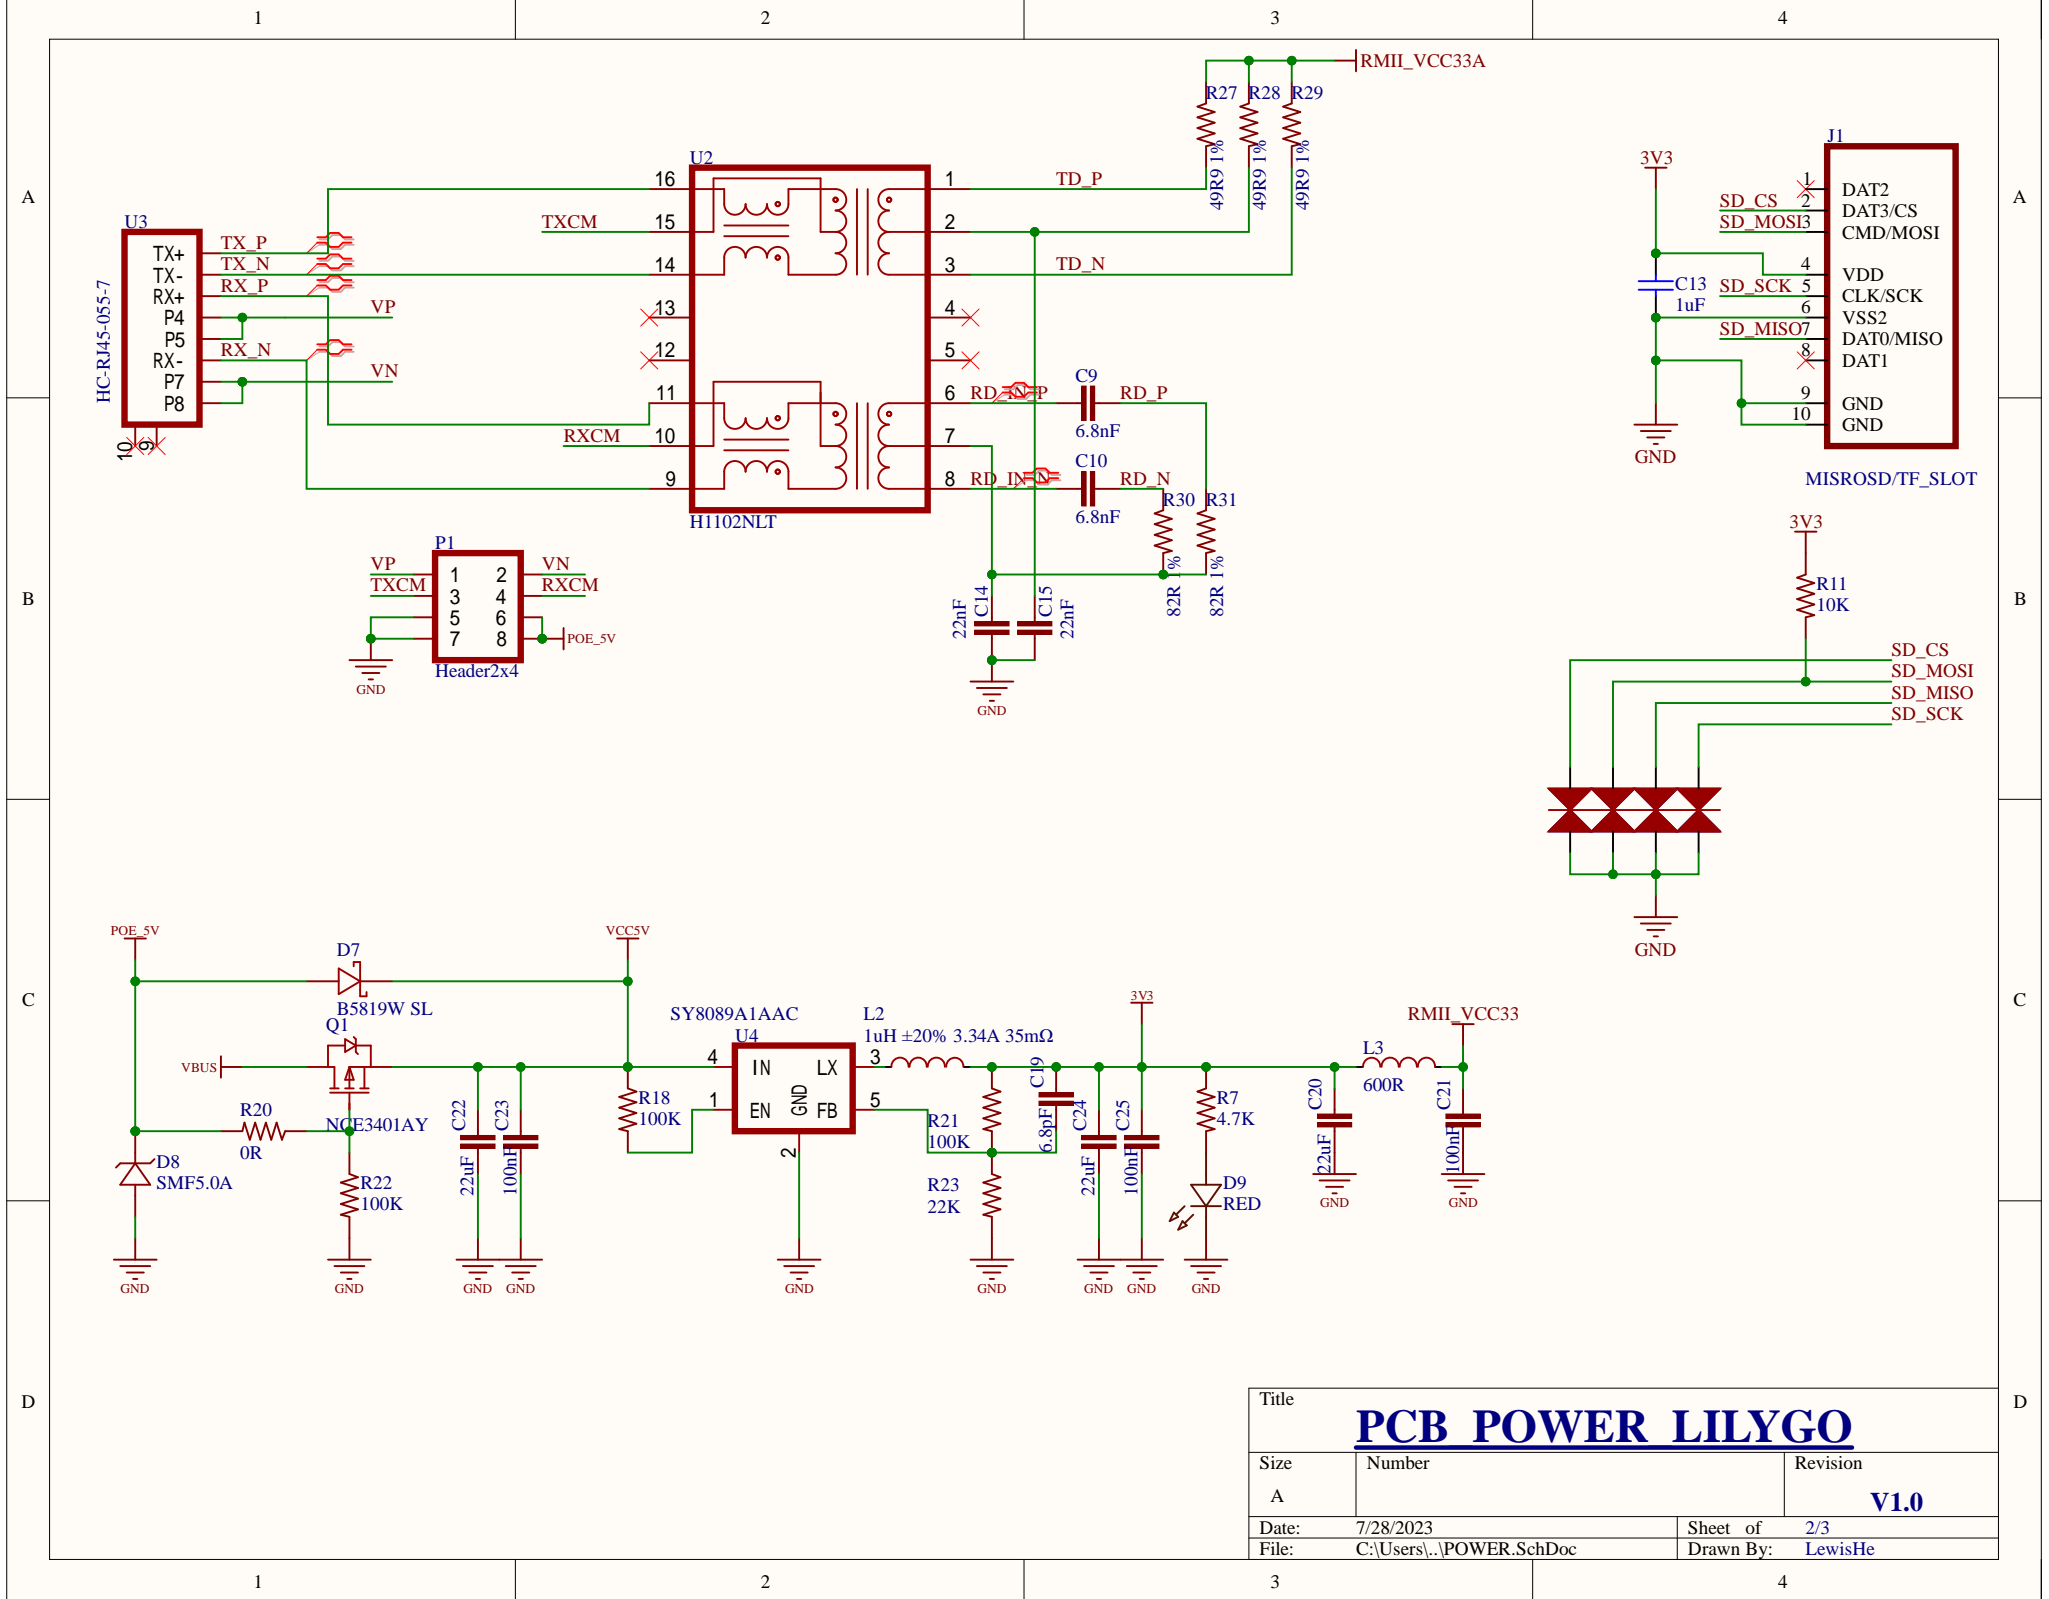 1 2 3 4
A
B
C
D
A
B
C
D
1 2 3 4
RMII_VCC33A
R27 R28 R29
49R9 1% 49R9 1% 49R9 1%
U2
16 1 TD_P
TXCM 15 2
14 3 TD_N
13 4
12 5
11 6 RD_IN_P
RXCM 10 7
9 8 RD_IN_N
H1102NLT
U3
HC-RJ45-055-7
TX+ TX_P
TX- TX_N
RX+ RX_P
P4 VP
P5
RX- RX_N
P7 VN
P8
10 9
C9 RD_P
6.8nF
C10 RD_N
6.8nF
R30 R31
82R 1% 82R 1%
22nF C14 C15 22nF
GND
P1
VP 1 2 VN
TXCM 3 4 RXCM
5 6
7 8 POE_5V
Header2x4
GND
J1
3V3
1 DAT2
SD_CS 2 DAT3/CS
SD_MOSI 3 CMD/MOSI
4 VDD
SD_SCK 5 CLK/SCK
6 VSS2
SD_MISO 7 DAT0/MISO
8 DAT1
9 GND
10 GND
C13
1uF
GND
MISROSD/TF_SLOT
3V3
R11
10K
SD_CS
SD_MOSI
SD_MISO
SD_SCK
GND
POE_5V
D7
B5819W SL
VCC5V
Q1
VBUS
NCE3401AY
R20
0R
D8
SMF5.0A
R22
100K
GND
GND
C22
22uF
C23
100nF
GND GND
R18
100K
SY8089A1AAC
U4
4 IN LX 3
1 EN GND FB 5
2
GND
L2
1uH ±20% 3.34A 35mΩ
R21
100K
R23
22K
GND
C19
6.8pF
C24
22uF
C25
100nF
GND GND
3V3
R7
4.7K
D9
RED
GND
RMII_VCC33
L3
600R
C20
22uF
GND
C21
100nF
GND
Title
PCB_POWER_LILYGO
Size Number Revision
A V1.0
Date: 7/28/2023 Sheet of 2/3
File: C:\Users\..\POWER.SchDoc Drawn By: LewisHe